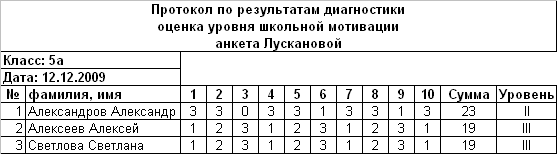 Протокол по результатам диагностики
оценка уровня школьной мотивации
анкета Лускановой
Класс: 5а
Дата: 12.12.2009
№ фамилия, имя 1 2 3 4 5 6 7 8 9 10 Сумма Уровень
1 Александров Александр 3 3 0 3 3 1 3 3 1 3 23 II
2 Алексеев Алексей 1 2 3 1 2 3 1 2 3 1 19 III
3 Светлова Светлана 1 2 3 1 2 3 1 2 3 1 19 III